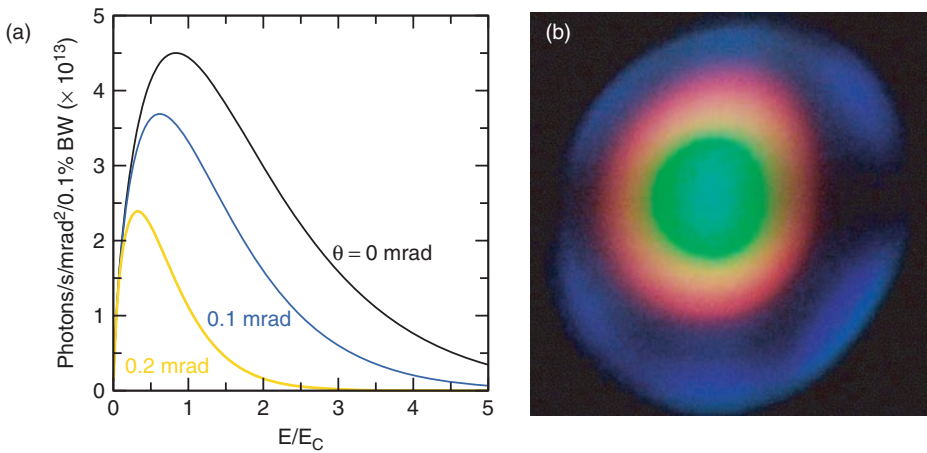 (a)
Photons/s/mrad²/0.1% BW (× 10¹³)
5
4
3
2
1
0
θ = 0 mrad
0.1 mrad
0.2 mrad
0 1 2 3 4 5
E/E_C
(b)